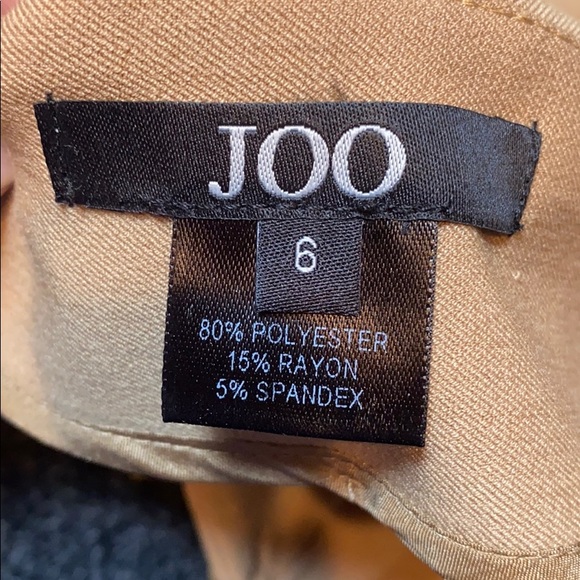 JOO
6
80% POLYESTER
15% RAYON
5% SPANDEX